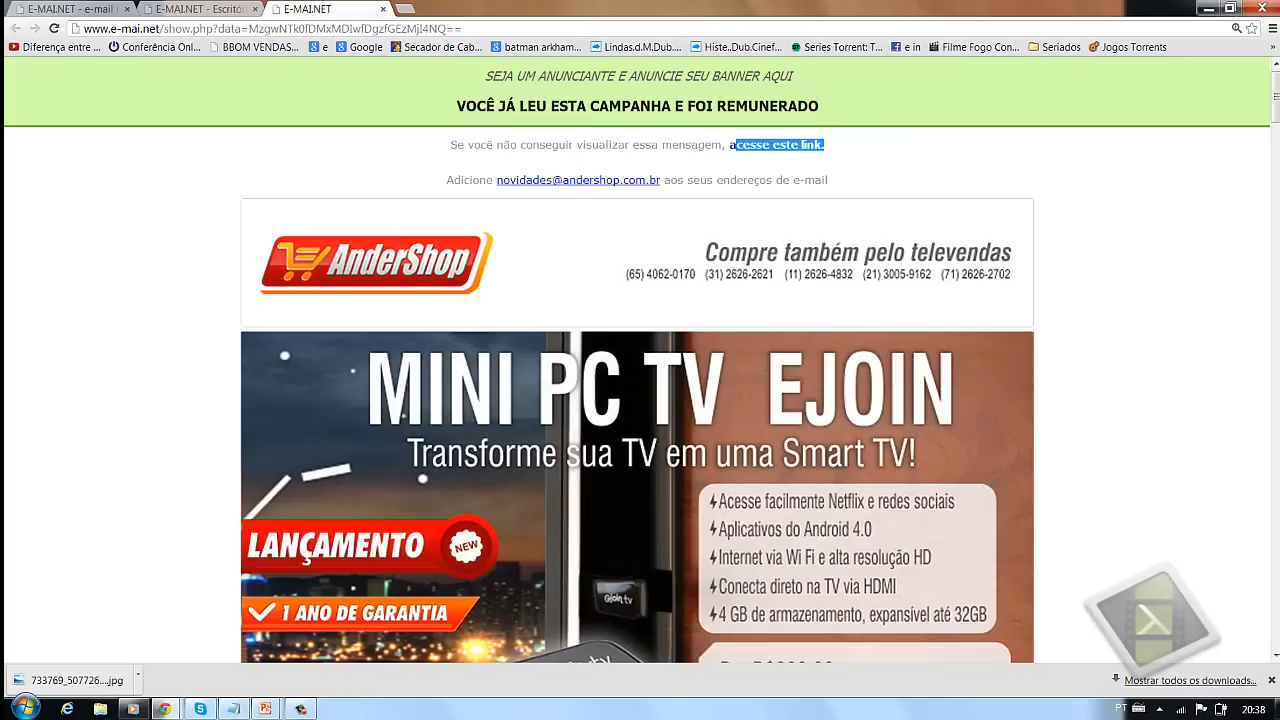 E-MAI.NET - e-mail (
E-MAI.NET - Escritóri
E-MAI.NET
www.e-mai.net/show.php?data=MzgwNTk0fDMxMDIwfDgzfGEzMjI4NQ==
Diferença entre ...
Conferência Onl...
BBOM VENDAS...
e
Google
Secador de Cab...
batman arkham...
Lindas.d.M.Dub...
Histe..Dub.Cinef...
Series Torrent: T...
e in
Filme Fogo Con...
Seriados
Jogos Torrents
»
SEJA UM ANUNCIANTE E ANUNCIE SEU BANNER AQUI
VOCÊ JÁ LEU ESTA CAMPANHA E FOI REMUNERADO
Se você não conseguir visualizar essa mensagem, acesse este link.
Adicione novidades@andershop.com.br aos seus endereços de e-mail
AnderShop
Compre também pelo televendas
(65) 4062-0170 (31) 2626-2621 (11) 2626-4832 (21) 3005-9162 (71) 2626-2702
MINI PC TV EJOIN
Transforme sua TV em uma Smart TV!
Acesse facilmente Netflix e redes sociais
Aplicativos do Android 4.0
Internet via Wi Fi e alta resolução HD
Conecta direto na TV via HDMI
4 GB de armazenamento, expansível até 32GB
LANÇAMENTO
NEW
1 ANO DE GARANTIA
ejoin.tv
733769_507726....jpg
Mostrar todos os downloads...
PT
20:38